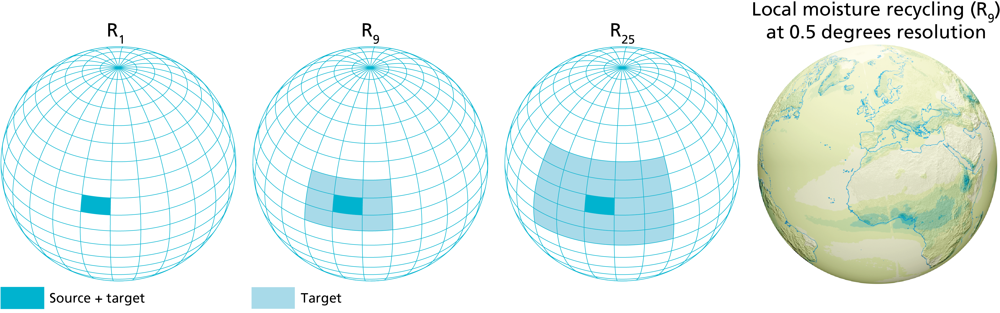 R1
R9
R25
Local moisture recycling (R9)
at 0.5 degrees resolution
Source + target
Target